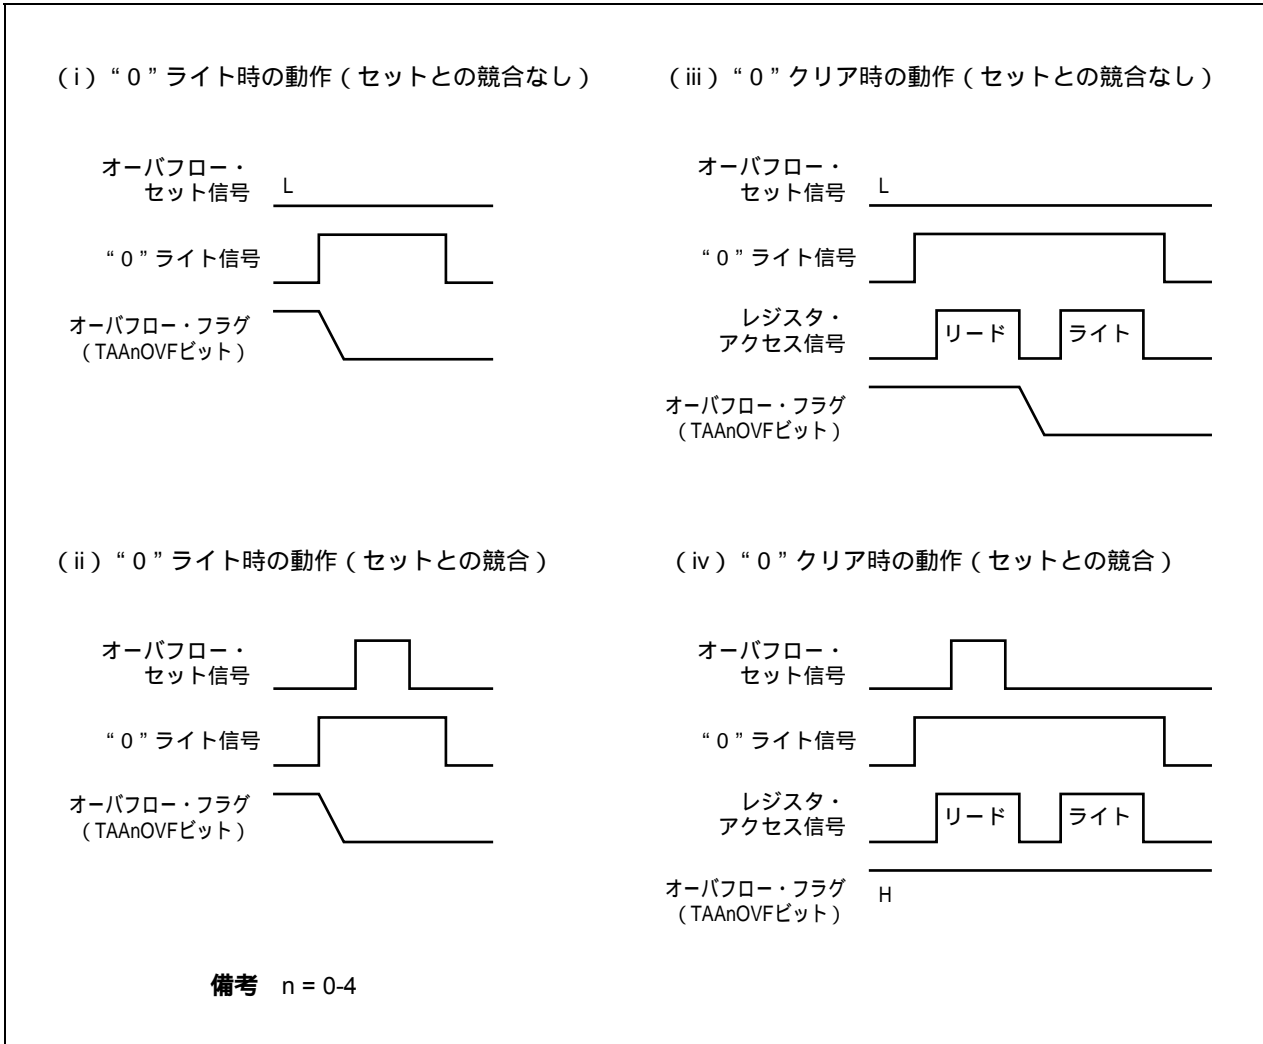 (i)“0”ライト時の動作(セットとの競合なし)
オーバフロー・
セット信号
L
“0”ライト信号
オーバフロー・フラグ
(TAAnOVFビット)
(iii)“0”クリア時の動作(セットとの競合なし)
オーバフロー・
セット信号
L
“0”ライト信号
レジスタ・
アクセス信号
リード
ライト
オーバフロー・フラグ
(TAAnOVFビット)
(ii)“0”ライト時の動作(セットとの競合)
オーバフロー・
セット信号
“0”ライト信号
オーバフロー・フラグ
(TAAnOVFビット)
(iv)“0”クリア時の動作(セットとの競合)
オーバフロー・
セット信号
“0”ライト信号
レジスタ・
アクセス信号
リード
ライト
オーバフロー・フラグ
(TAAnOVFビット)
H
備考 n = 0-4